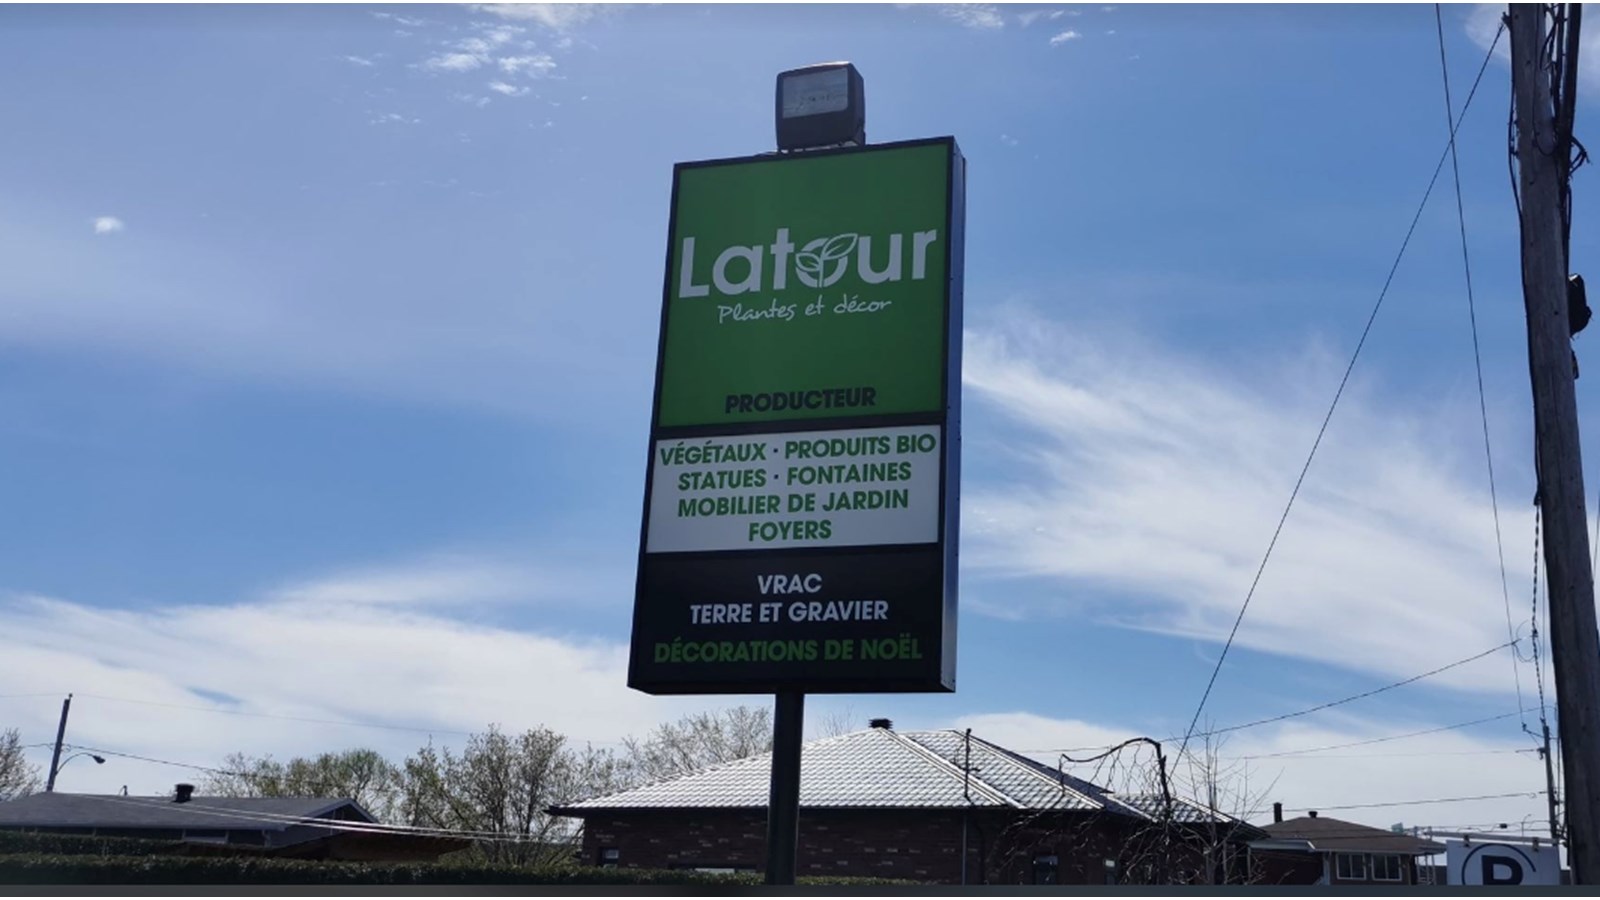 Latour
Plantes et décor
PRODUCTEUR
VÉGÉTAUX · PRODUITS BIO
STATUES · FONTAINES
MOBILIER DE JARDIN
FOYERS
VRAC
TERRE ET GRAVIER
DÉCORATIONS DE NOËL
P